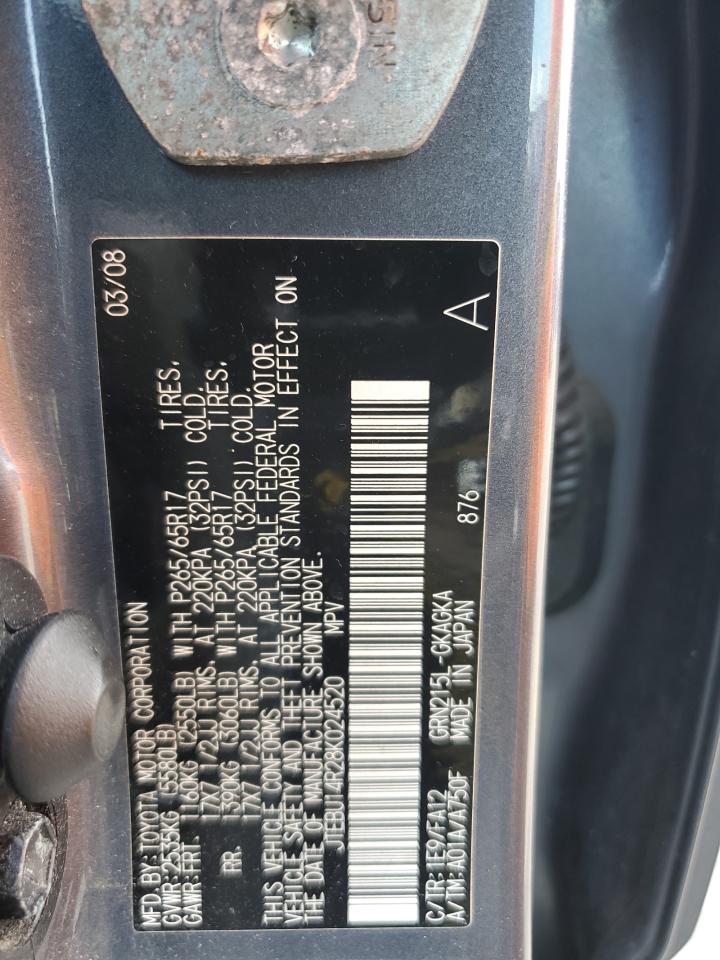 SIN
MFD.BY:TOYOTA MOTOR CORPORATION 03/08
GVWR:2535KG (5580LB)
GAWR:FRT 1160KG (2550LB) WITH P265/65R17 TIRES.
17X7 1/2JJ RIMS. AT 220KPA (32PSI) COLD.
RR. 1390KG (3060LB) WITH P265/65R17 TIRES.
17X7 1/2JJ RIMS. AT 220KPA (32PSI) COLD.
THIS VEHICLE CONFORMS TO ALL APPLICABLE FEDERAL MOTOR
VEHICLE SAFETY AND THEFT PREVENTION STANDARDS IN EFFECT ON
THE DATE OF MANUFACTURE SHOWN ABOVE.
JTEBU14R28K024520 MPV
C/TR:1E9/FA12 GRN215L-GKAGKA 876
A/TM:A01A/A750F MADE IN JAPAN A